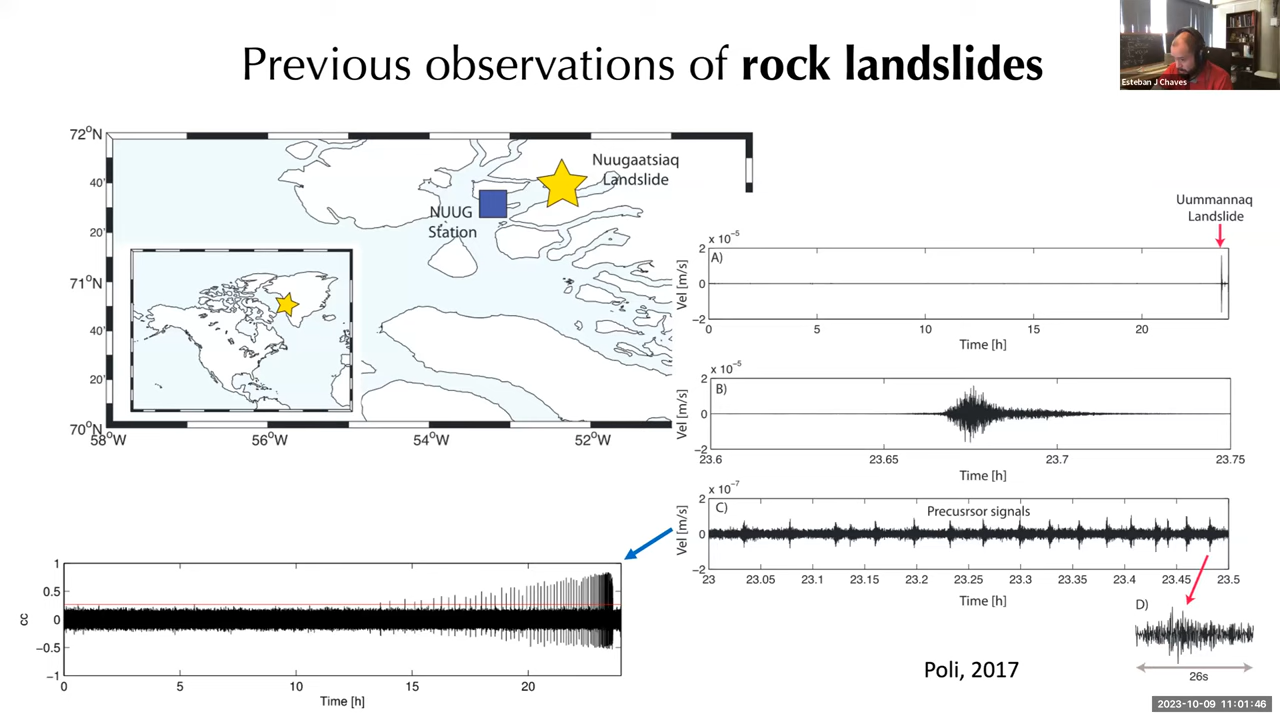 Previous observations of rock landslides
Esteban J Chaves
72°N
40'
20'
71°N
40'
20'
70°N
58°W
56°W
54°W
52°W
Nuugaatsiaq
Landslide
NUUG
Station
Uummannaq
Landslide
x 10⁻⁵
A)
2
0
−2
Vel [m/s]
0
5
10
15
20
Time [h]
x 10⁻⁵
B)
2
0
−2
Vel [m/s]
23.6
23.65
23.7
23.75
Time [h]
x 10⁻⁷
C)
Precusrsor signals
2
0
−2
Vel [m/s]
23
23.05
23.1
23.15
23.2
23.25
23.3
23.35
23.4
23.45
23.5
Time [h]
D)
26s
1
0.5
0
−0.5
−1
cc
0
5
10
15
20
Time [h]
Poli, 2017
2023-10-09 11:01:46